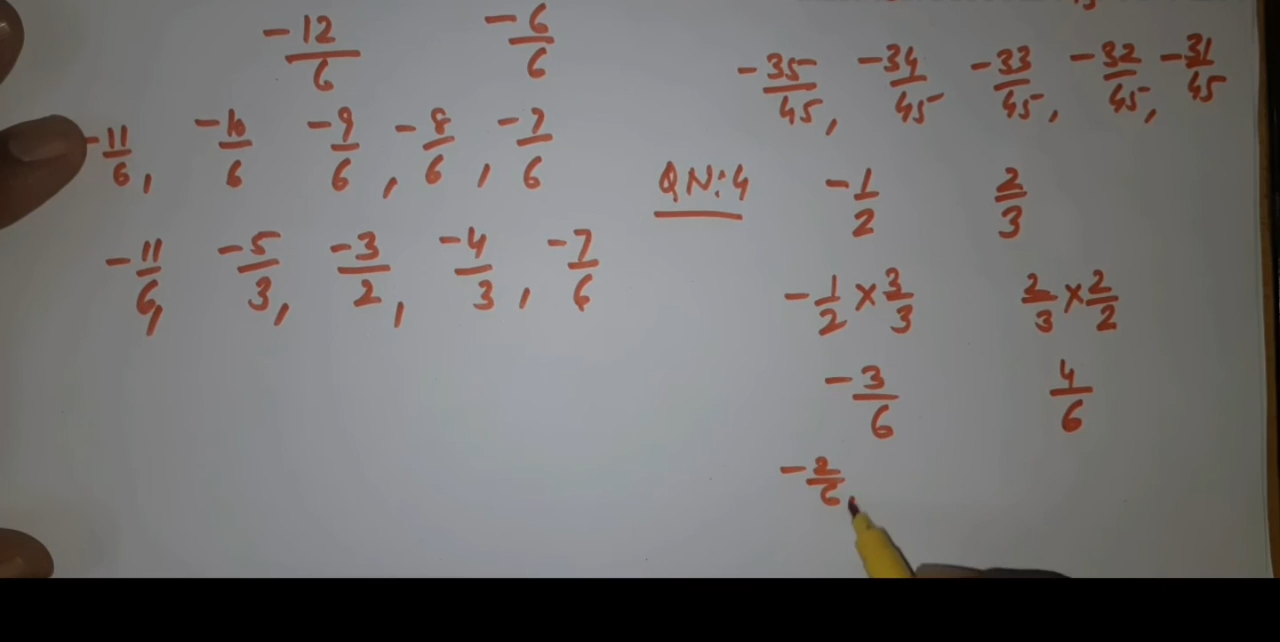 -12/6 -6/6
-11/6, -10/6 -9/6, -8/6, -7/6
-11/6, -5/3, -3/2, -4/3, -7/6
-35/45, -34/45 -33/45, -32/45, -31/45
QN:4 -1/2 2/3
-1/2 × 3/3 2/3 × 2/2
-3/6 4/6
-2/6